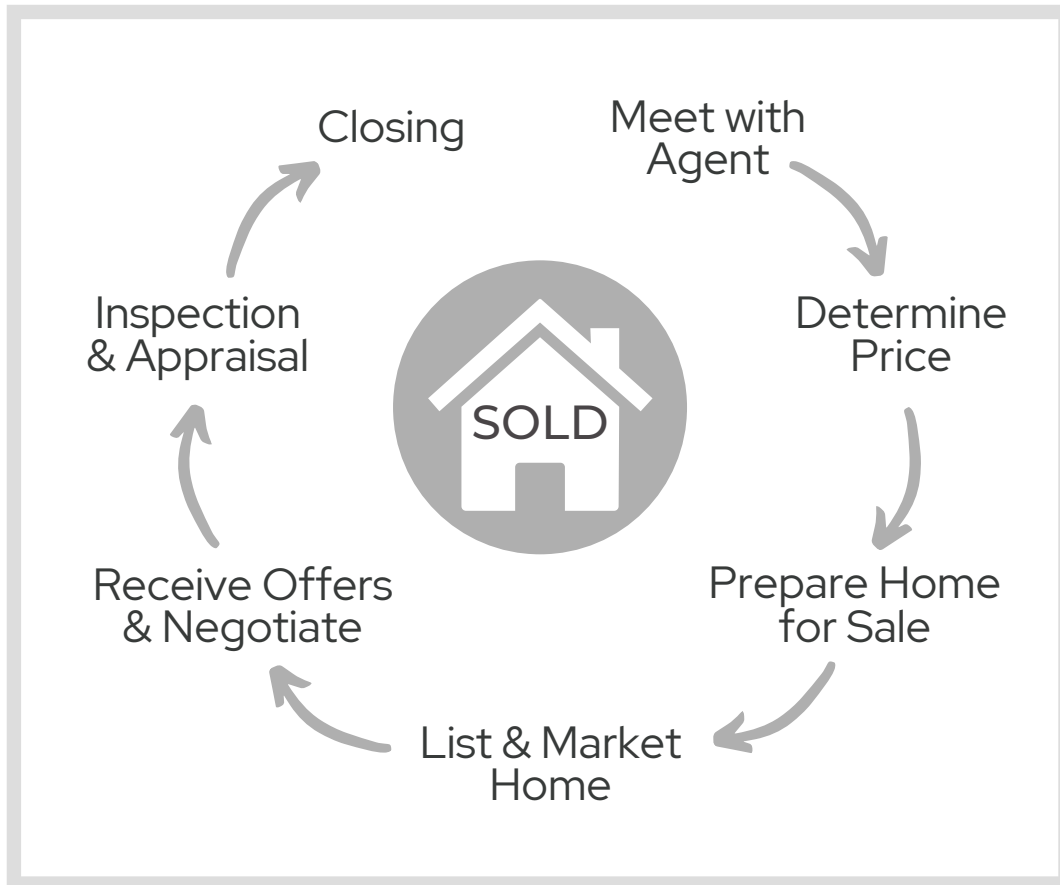 Meet with
Agent
Determine
Price
Prepare Home
for Sale
List & Market
Home
Receive Offers
& Negotiate
Inspection
& Appraisal
Closing
SOLD